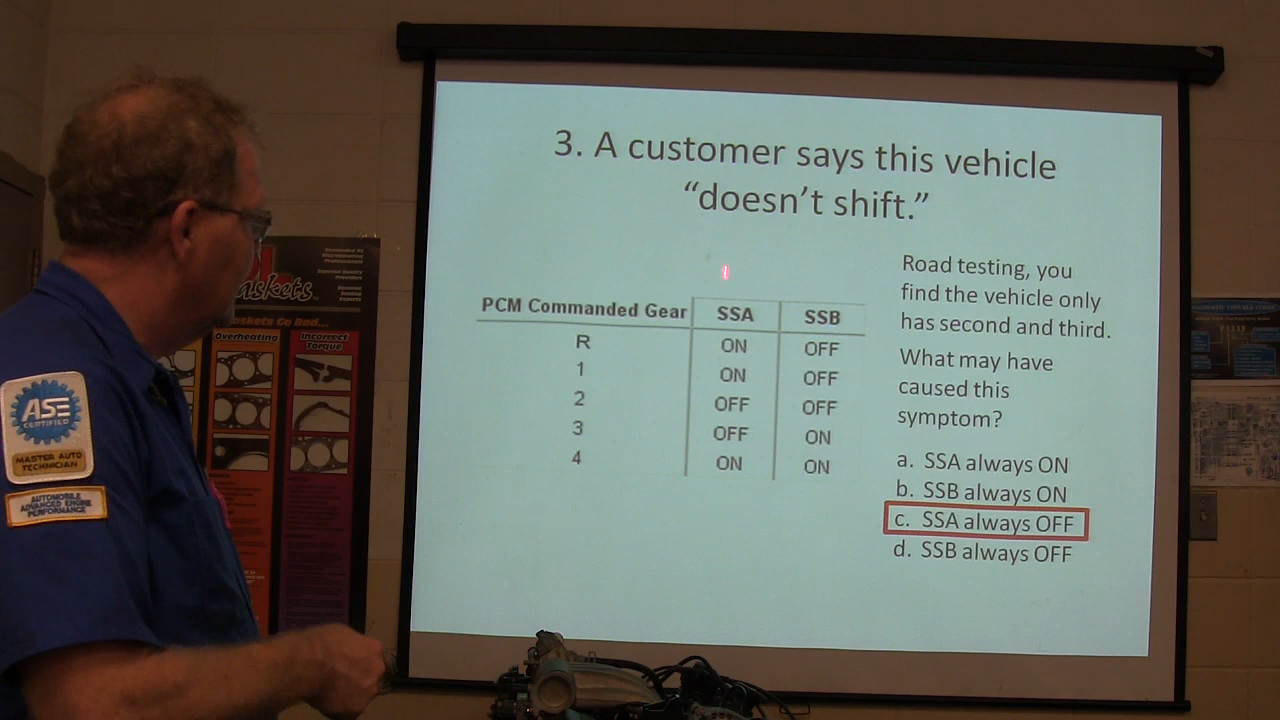 3. A customer says this vehicle
“doesn’t shift.”
PCM Commanded Gear SSA SSB
R ON OFF
1 ON OFF
2 OFF OFF
3 OFF ON
4 ON ON
Road testing, you
find the vehicle only
has second and third.
What may have
caused this
symptom?
a. SSA always ON
b. SSB always ON
c. SSA always OFF
d. SSB always OFF
ASE
CERTIFIED
MASTER AUTO
TECHNICIAN
AUTOMOBILE
ADVANCED ENGINE
PERFORMANCE
Overheating
Incorrect
Torque